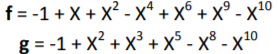 f = -1 + X + X² - X⁴ + X⁶ + X⁹ - X¹⁰
g = -1 + X² + X³ + X⁵ - X⁸ - X¹⁰